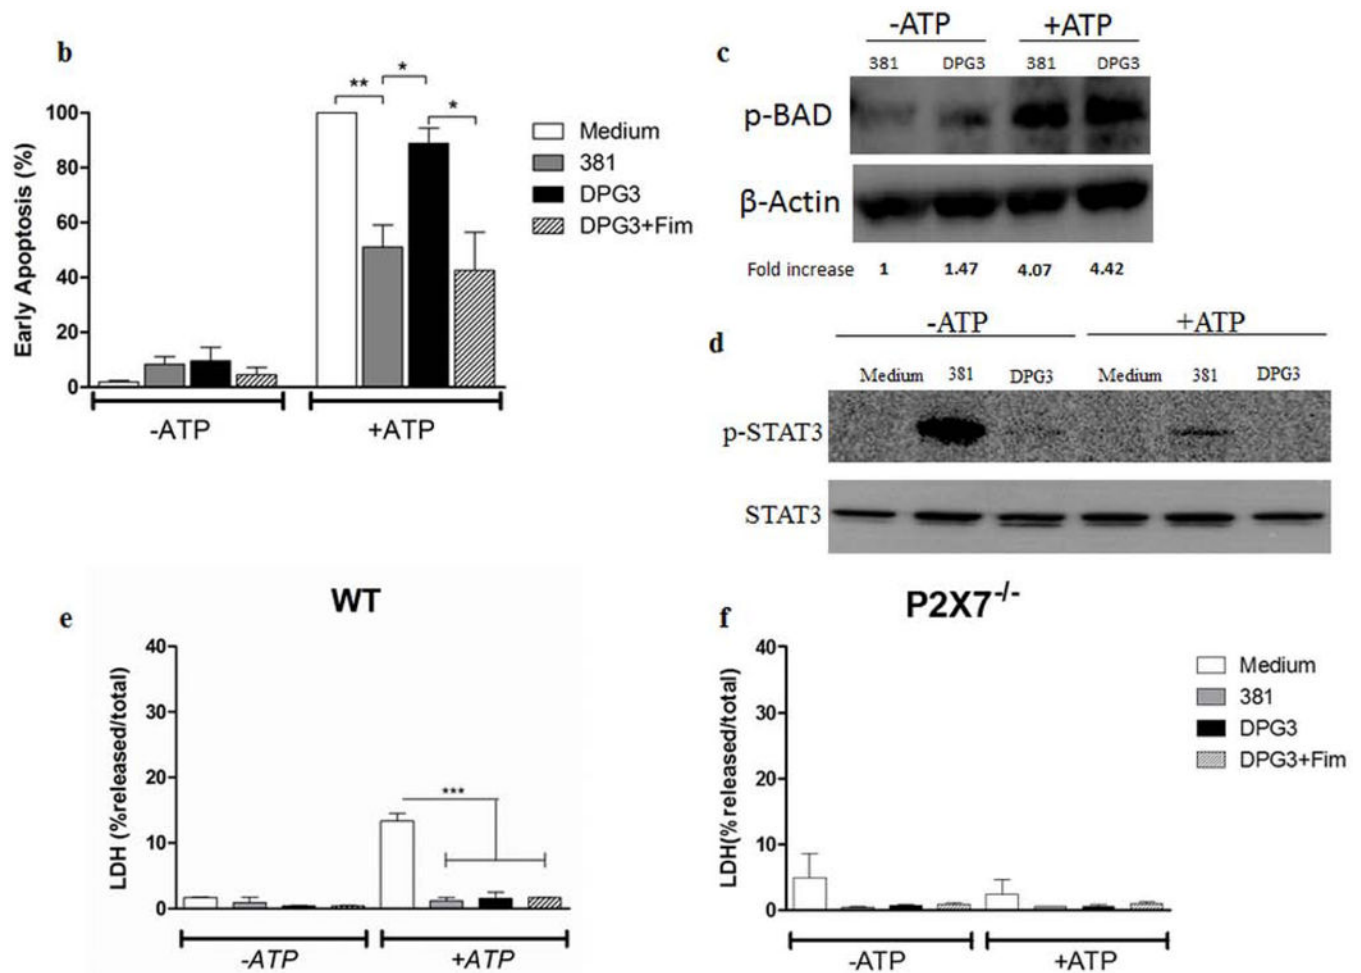 b
**
*
*
100
80
60
40
20
0
Early Apoptosis (%)
-ATP
+ATP
Medium
381
DPG3
DPG3+Fim
c
-ATP +ATP
381 DPG3 381 DPG3
p-BAD
β-Actin
Fold increase 1 1.47 4.07 4.42
d
-ATP +ATP
Medium 381 DPG3 Medium 381 DPG3
p-STAT3
STAT3
e
WT
40
30
20
10
0
LDH (%released/total)
***
-ATP
+ATP
f
P2X7-/-
40
30
20
10
0
LDH(%released/total)
-ATP
+ATP
Medium
381
DPG3
DPG3+Fim